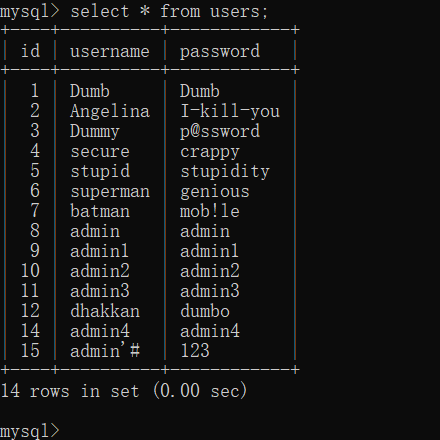 mysql> select * from users;
+----+----------+------------+
| id | username | password   |
+----+----------+------------+
|  1 | Dumb     | Dumb       |
|  2 | Angelina | I-kill-you |
|  3 | Dummy    | p@ssword   |
|  4 | secure   | crappy     |
|  5 | stupid   | stupidity  |
|  6 | superman | genious    |
|  7 | batman   | mob!le     |
|  8 | admin    | admin      |
|  9 | admin1   | admin1     |
| 10 | admin2   | admin2     |
| 11 | admin3   | admin3     |
| 12 | dhakkan  | dumbo      |
| 14 | admin4   | admin4     |
| 15 | admin'#  | 123        |
+----+----------+------------+
14 rows in set (0.00 sec)
mysql>